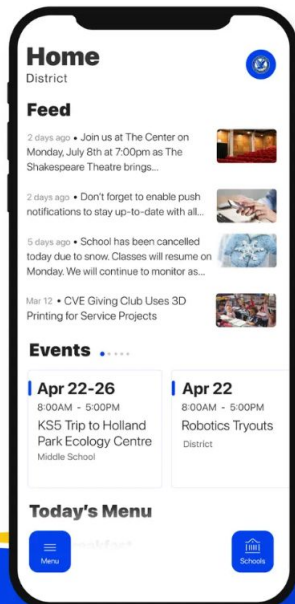 Home
District
Feed
2 days ago • Join us at The Center on
Monday, July 8th at 7:00pm as The
Shakespeare Theatre brings...
2 days ago • Don't forget to enable push
notifications to stay up-to-date with all...
5 days ago • School has been cancelled
today due to snow. Classes will resume on
Monday. We will continue to monitor as...
Mar 12 • CVE Giving Club Uses 3D
Printing for Service Projects
Events
Apr 22-26
8:00AM - 5:00PM
KS5 Trip to Holland
Park Ecology Centre
Middle School
Apr 22
8:00AM - 5:00PM
Robotics Tryouts
District
Today's Menu
Breakfast
Menu
Schools